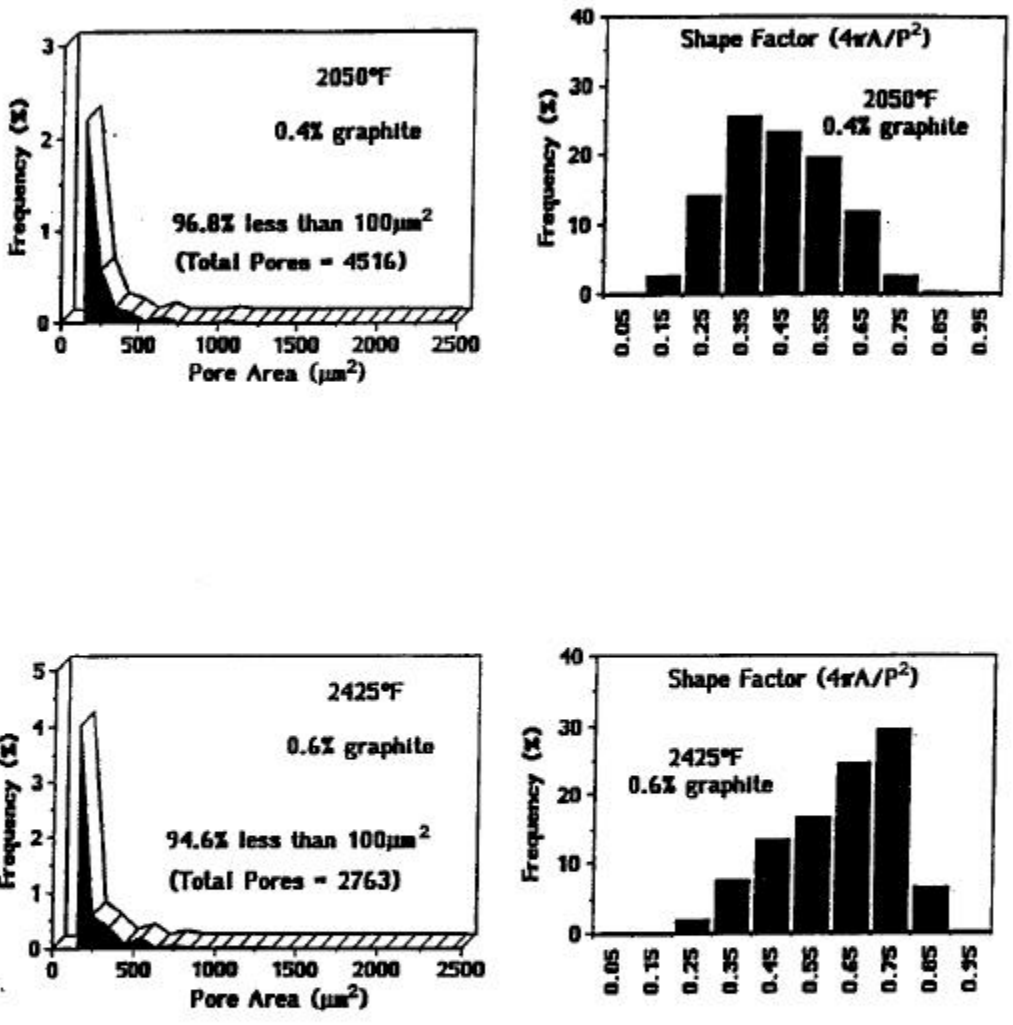 3
2
1
0
Frequency (%)
2050°F
0.4% graphite
96.8% less than 100µm²
(Total Pores = 4516)
0 500 1000 1500 2000 2500
Pore Area (µm²)
40
30
20
10
0
Frequency (%)
Shape Factor (4πA/P²)
2050°F
0.4% graphite
0.05 0.15 0.25 0.35 0.45 0.55 0.65 0.75 0.85 0.95
5
4
3
2
1
0
Frequency (%)
2425°F
0.6% graphite
94.6% less than 100µm²
(Total Pores = 2763)
0 500 1000 1500 2000 2500
Pore Area (µm²)
40
30
20
10
0
Frequency (%)
Shape Factor (4πA/P²)
2425°F
0.6% graphite
0.05 0.15 0.25 0.35 0.45 0.55 0.65 0.75 0.85 0.95